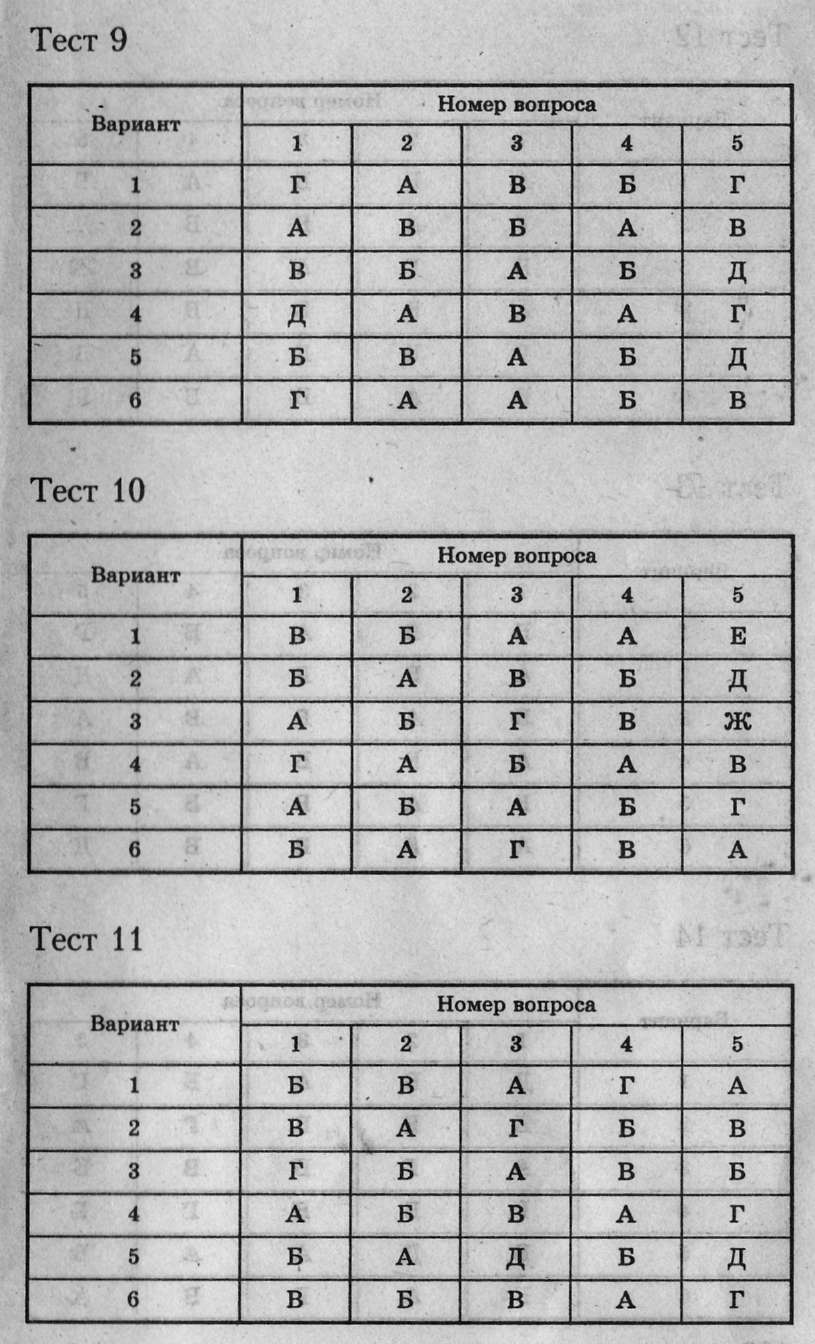 Тест 9
Номер вопроса
Вариант
1 2 3 4 5
1 Г А В Б Г
2 А В Б А В
3 В Б А Б Д
4 Д А В А Г
5 Б В А Б Д
6 Г А А Б В
Тест 10
Номер вопроса
Вариант
1 2 3 4 5
1 В Б А А Е
2 Б А В Б Д
3 А Б Г В Ж
4 Г А Б А В
5 А Б А Б Г
6 Б А Г В А
Тест 11
Номер вопроса
Вариант
1 2 3 4 5
1 Б В А Г А
2 В А Г Б В
3 Г Б А В Б
4 А Б В А Г
5 Б А Д Б Д
6 В Б В А Г